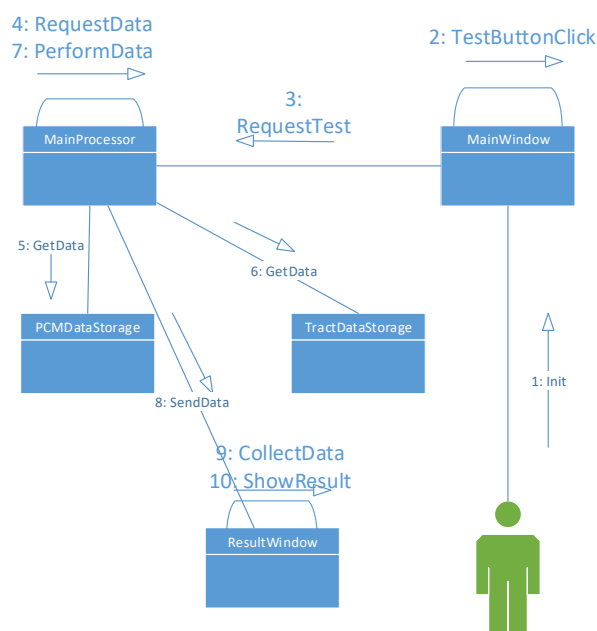 4: RequestData
7: PerformData
2: TestButtonClick
3:
RequestTest
MainProcessor
MainWindow
5: GetData
6: GetData
PCMDataStorage
TractDataStorage
1: Init
8: SendData
9: CollectData
10: ShowResult
ResultWindow